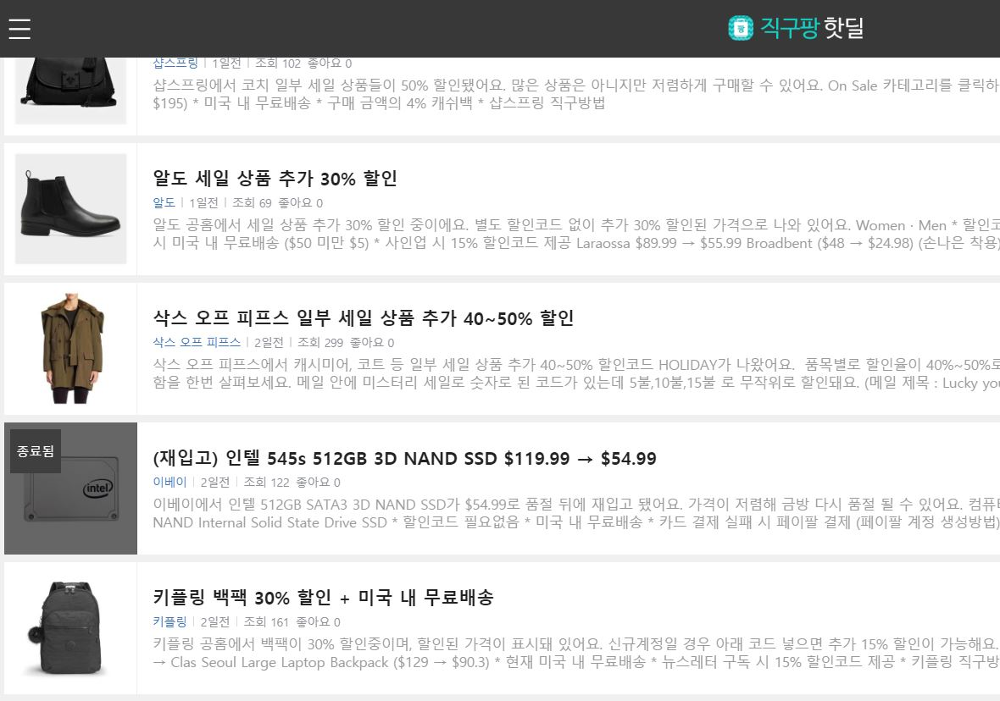 직구팡 핫딜
샵스프링 | 1일전 | 조회 102 좋아요 0
샵스프링에서 코치 일부 세일 상품들이 50% 할인됐어요. 많은 상품은 아니지만 저렴하게 구매할 수 있어요. On Sale 카테고리를 클릭하
$195) * 미국 내 무료배송 * 구매 금액의 4% 캐쉬백 * 샵스프링 직구방법
알도 세일 상품 추가 30% 할인
알도 | 1일전 | 조회 69 좋아요 0
알도 공홈에서 세일 상품 추가 30% 할인 중이에요. 별도 할인코드 없이 추가 30% 할인된 가격으로 나와 있어요. Women · Men * 할인코
시 미국 내 무료배송 ($50 미만 $5) * 사인업 시 15% 할인코드 제공 Laraossa $89.99 → $55.99 Broadbent ($48 → $24.98) (손나은 착용)
삭스 오프 피프스 일부 세일 상품 추가 40~50% 할인
삭스 오프 피프스 | 2일전 | 조회 299 좋아요 0
삭스 오프 피프스에서 캐시미어, 코트 등 일부 세일 상품 추가 40~50% 할인코드 HOLIDAY가 나왔어요. 품목별로 할인율이 40%~50%로
함을 한번 살펴보세요. 메일 안에 미스터리 세일로 숫자로 된 코드가 있는데 5불,10불,15불 로 무작위로 할인돼요. (메일 제목 : Lucky you
종료됨
intel
(재입고) 인텔 545s 512GB 3D NAND SSD $119.99 → $54.99
이베이 | 2일전 | 조회 122 좋아요 0
이베이에서 인텔 512GB SATA3 3D NAND SSD가 $54.99로 품절 뒤에 재입고 됐어요. 가격이 저렴해 금방 다시 품절 될 수 있어요. 컴퓨터
NAND Internal Solid State Drive SSD * 할인코드 필요없음 * 미국 내 무료배송 * 카드 결제 실패 시 페이팔 결제 (페이팔 계정 생성방법)
키플링 백팩 30% 할인 + 미국 내 무료배송
키플링 | 2일전 | 조회 161 좋아요 0
키플링 공홈에서 백팩이 30% 할인중이며, 할인된 가격이 표시돼 있어요. 신규계정일 경우 아래 코드 넣으면 추가 15% 할인이 가능해요.
→ Clas Seoul Large Laptop Backpack ($129 → $90.3) * 현재 미국 내 무료배송 * 뉴스레터 구독 시 15% 할인코드 제공 * 키플링 직구방